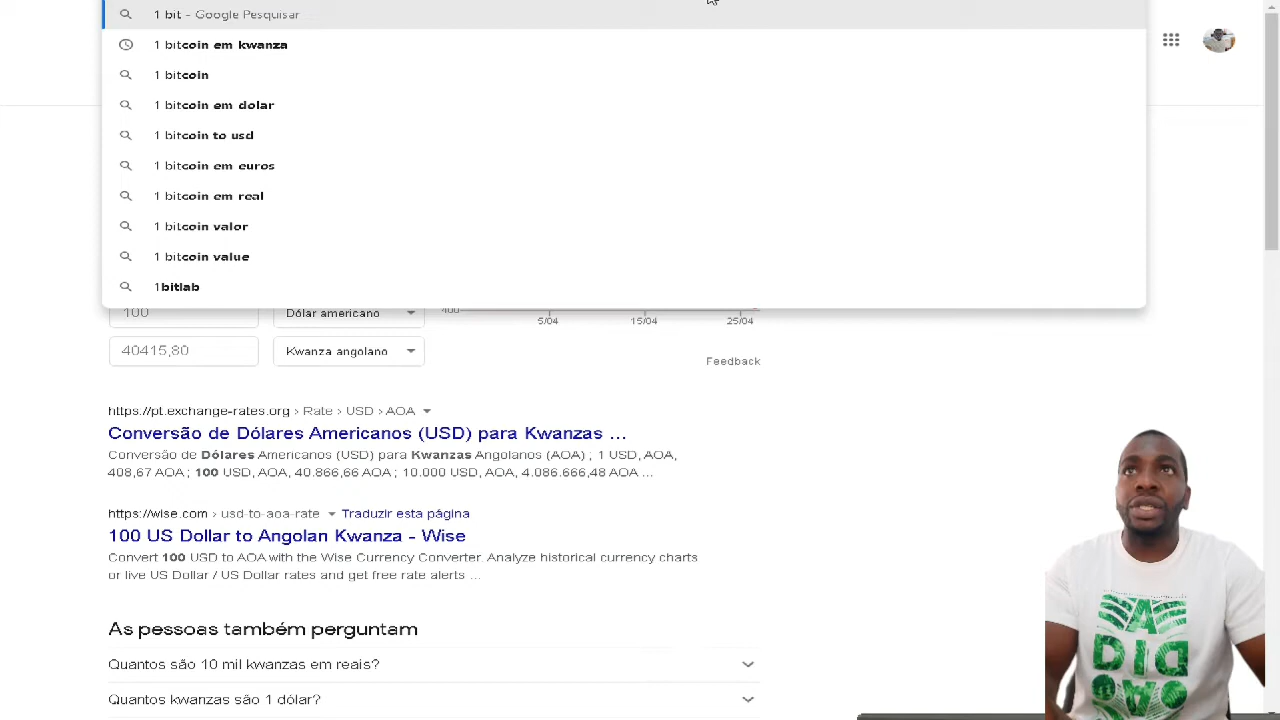 1 bit - Google Pesquisar
1 bitcoin em kwanza
1 bitcoin
1 bitcoin em dolar
1 bitcoin to usd
1 bitcoin em euros
1 bitcoin em real
1 bitcoin valor
1 bitcoin value
1bitlab
100 Dólar americano
400
5/04 15/04 25/04
40415,80 Kwanza angolano
Feedback
https://pt.exchange-rates.org › Rate › USD › AOA
Conversão de Dólares Americanos (USD) para Kwanzas ...
Conversão de Dólares Americanos (USD) para Kwanzas Angolanos (AOA) ; 1 USD, AOA,
408,67 AOA ; 100 USD, AOA, 40.866,66 AOA ; 10.000 USD, AOA, 4.086.666,48 AOA ...
https://wise.com › usd-to-aoa-rate Traduzir esta página
100 US Dollar to Angolan Kwanza - Wise
Convert 100 USD to AOA with the Wise Currency Converter. Analyze historical currency charts
or live US Dollar / US Dollar rates and get free rate alerts ...
As pessoas também perguntam
Quantos são 10 mil kwanzas em reais?
Quantos kwanzas são 1 dólar?